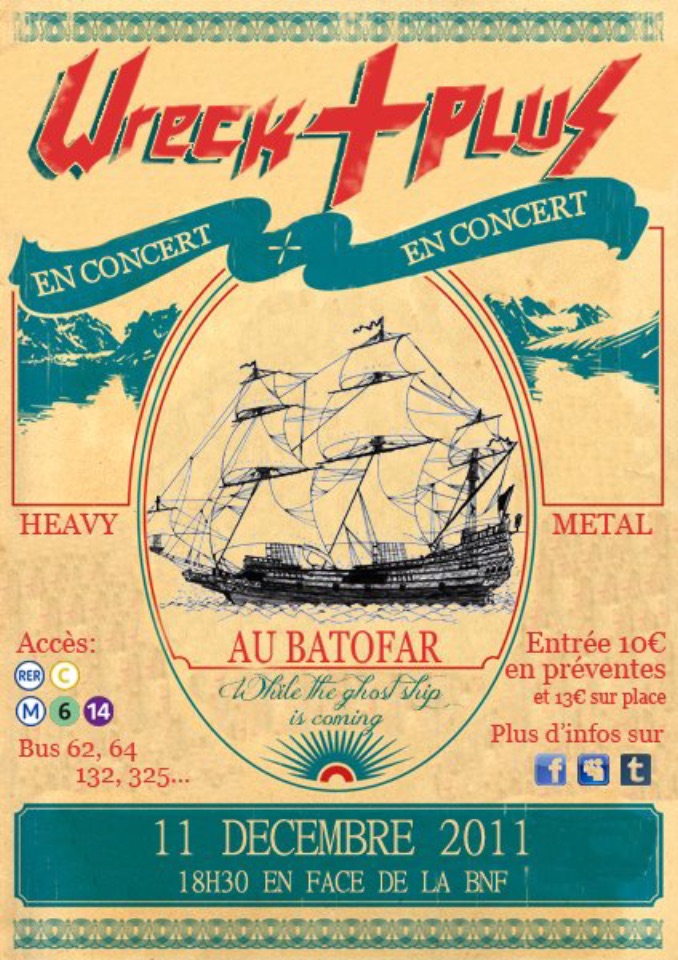 Wreck+Plus
EN CONCERT
EN CONCERT
HEAVY
METAL
AU BATOFAR
While the ghost ship
is coming
Accès:
RER C
M 6 14
Bus 62, 64
132, 325...
Entrée 10€
en préventes
et 13€ sur place
Plus d'infos sur
f t
11 DECEMBRE 2011
18H30 EN FACE DE LA BNF